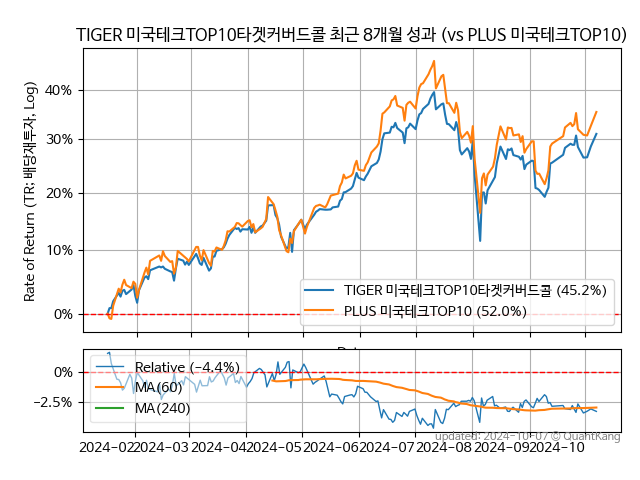 TIGER 미국테크TOP10타겟커버드콜 최근 8개월 성과 (vs PLUS 미국테크TOP10)
Rate of Return (TR: 배당재투자, Log)
40%
30%
20%
10%
0%
TIGER 미국테크TOP10타겟커버드콜 (45.2%)
PLUS 미국테크TOP10 (52.0%)
0%
−2.5%
Relative (−4.4%)
MA(60)
MA(240)
2024-02
2024-03
2024-04
2024-05
2024-06
2024-07
2024-08
2024-09
2024-10
updated: 2024-10-07 © QuantKang